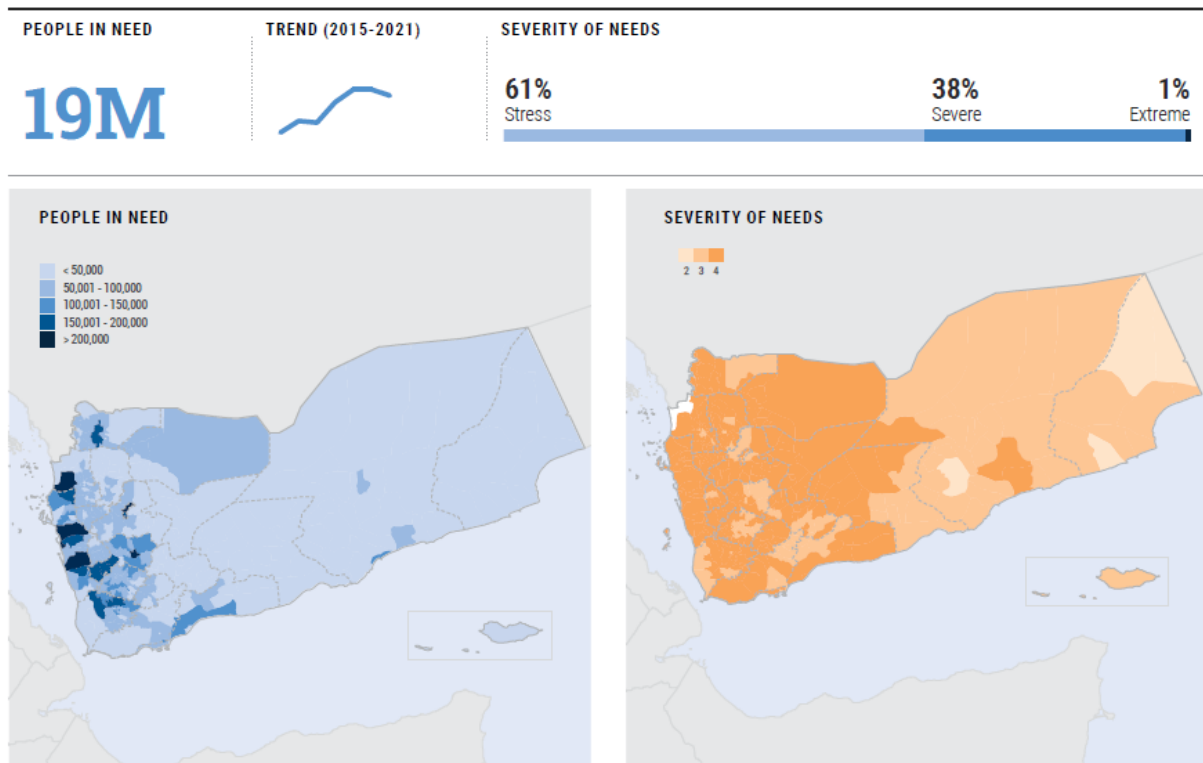 PEOPLE IN NEED
19M
TREND (2015-2021)
SEVERITY OF NEEDS
61%
Stress
38%
Severe
1%
Extreme
PEOPLE IN NEED
< 50,000
50,001 - 100,000
100,001 - 150,000
150,001 - 200,000
> 200,000
SEVERITY OF NEEDS
2 3 4